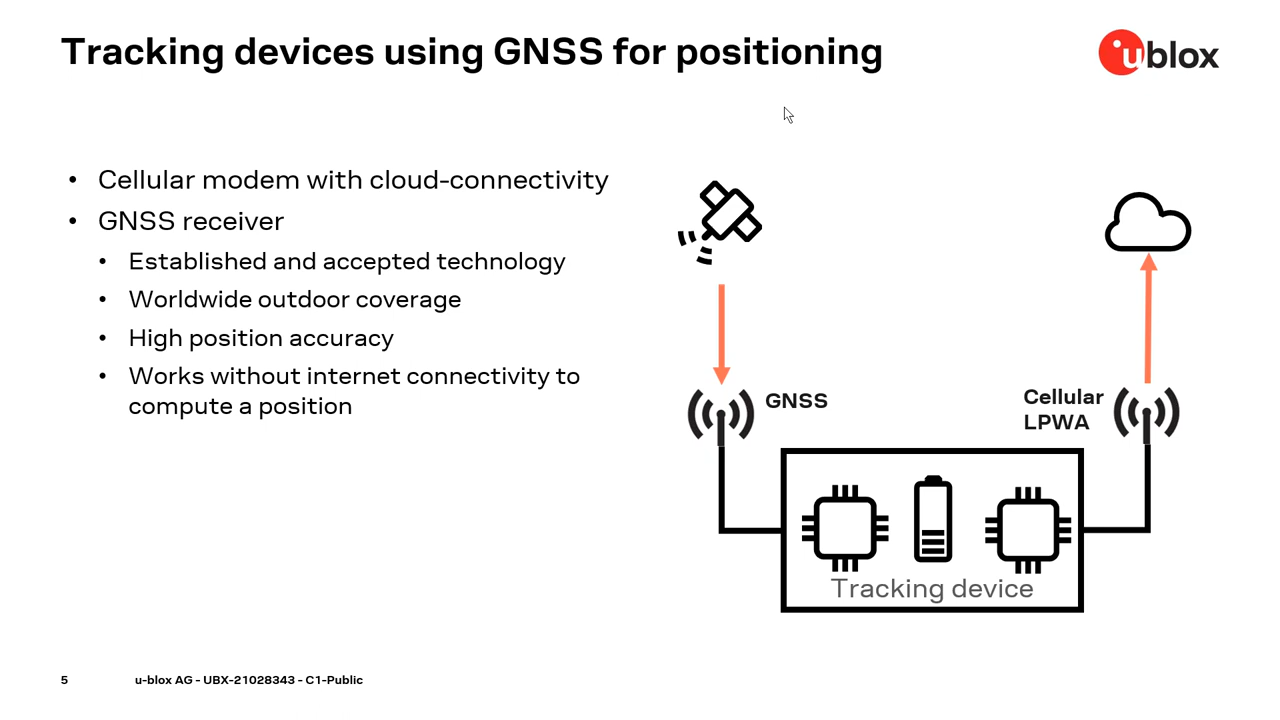 Tracking devices using GNSS for positioning
ublox
• Cellular modem with cloud-connectivity
• GNSS receiver
• Established and accepted technology
• Worldwide outdoor coverage
• High position accuracy
• Works without internet connectivity to
compute a position
GNSS
Cellular
LPWA
Tracking device
5
u-blox AG - UBX-21028343 - C1-Public